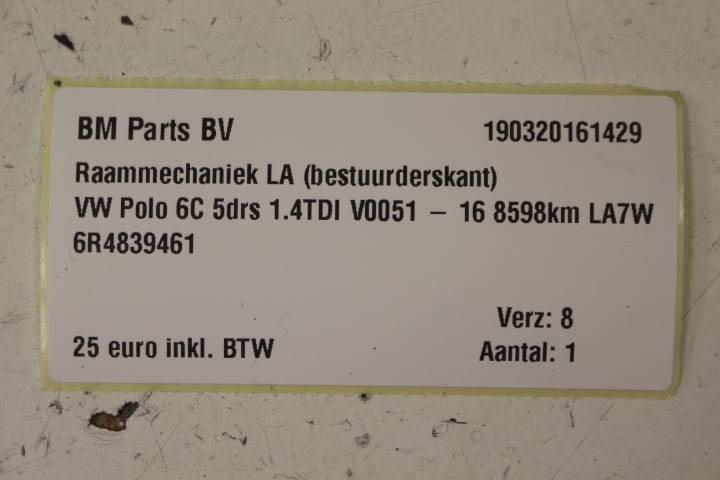 BM Parts BV 190320161429
Raammechaniek LA (bestuurderskant)
VW Polo 6C 5drs 1.4TDI V0051 – 16 8598km LA7W
6R4839461
Verz: 8
25 euro inkl. BTW Aantal: 1